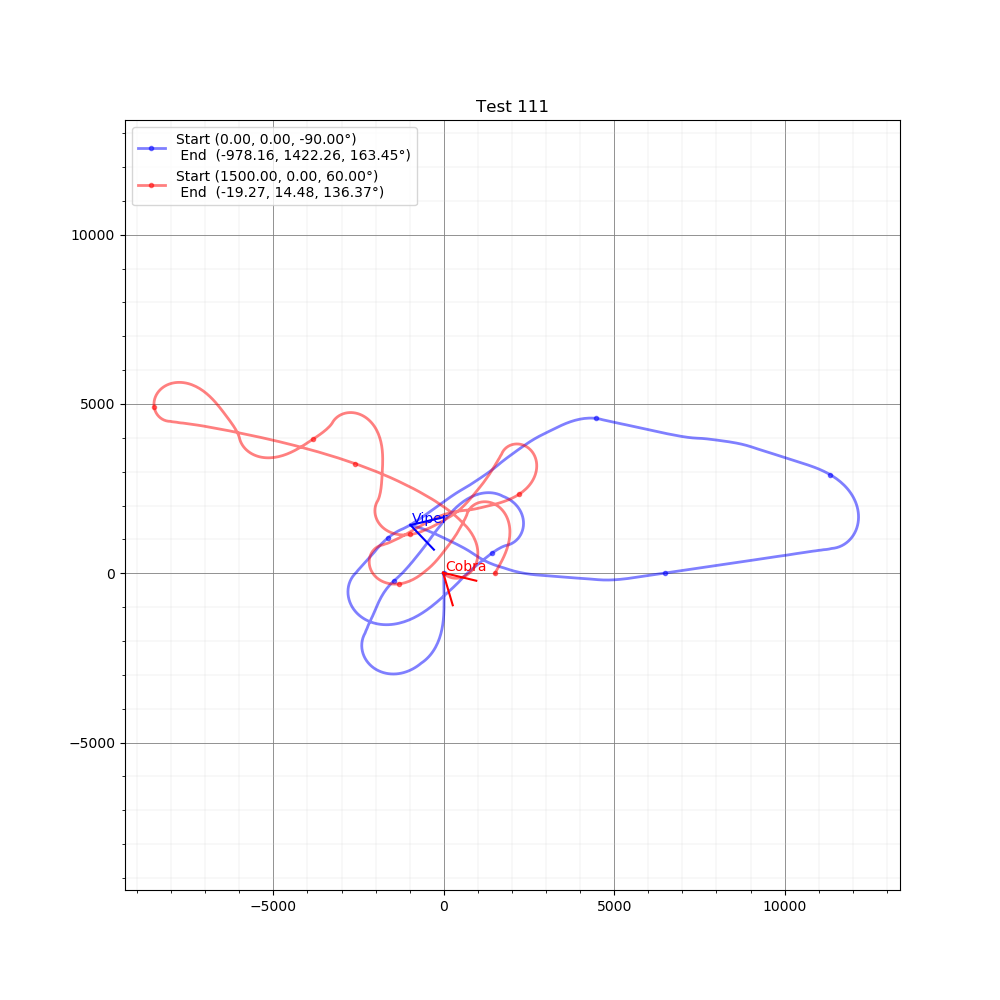 Test 111
Start (0.00, 0.00, -90.00°)
End  (-978.16, 1422.26, 163.45°)
Start (1500.00, 0.00, 60.00°)
End  (-19.27, 14.48, 136.37°)
10000
5000
Viper
Cobra
0
−5000
−5000
0
5000
10000